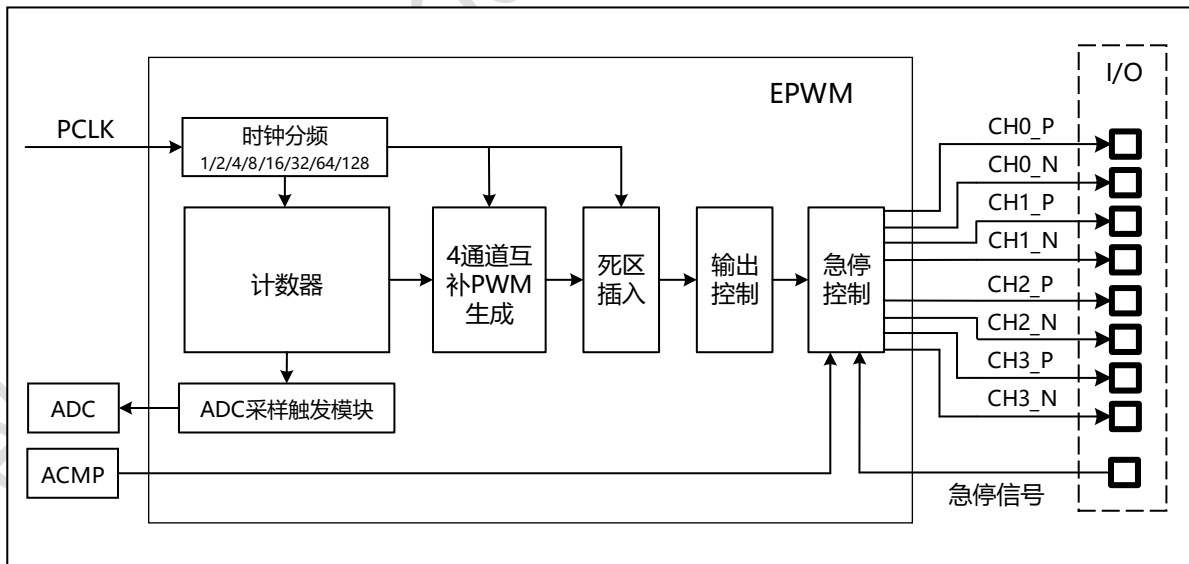 EPWM
I/O
PCLK
时钟分频
1/2/4/8/16/32/64/128
计数器
4通道互
补PWM
生成
死区
插入
输出
控制
急停
控制
CH0_P
CH0_N
CH1_P
CH1_N
CH2_P
CH2_N
CH3_P
CH3_N
ADC
ADC采样触发模块
ACMP
急停信号